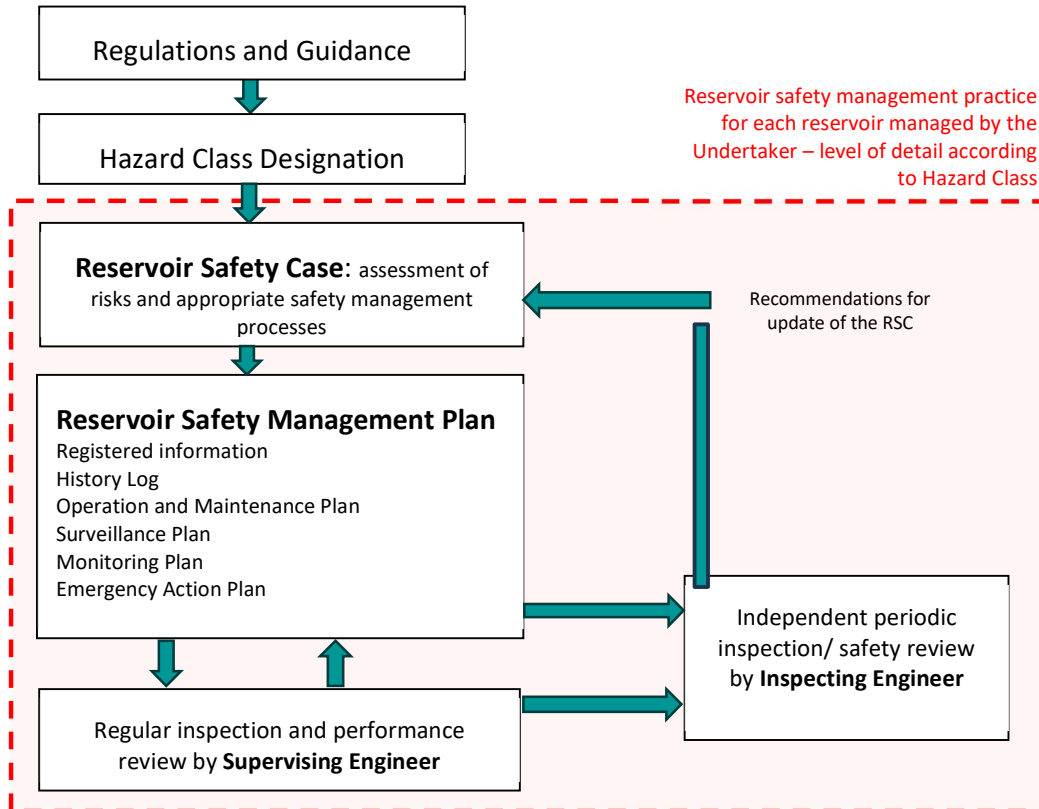 Regulations and Guidance
Reservoir safety management practice
for each reservoir managed by the
Undertaker – level of detail according
to Hazard Class
Hazard Class Designation
Reservoir Safety Case: assessment of
risks and appropriate safety management
processes
Recommendations for
update of the RSC
Reservoir Safety Management Plan
Registered information
History Log
Operation and Maintenance Plan
Surveillance Plan
Monitoring Plan
Emergency Action Plan
Independent periodic
inspection/ safety review
by Inspecting Engineer
Regular inspection and performance
review by Supervising Engineer